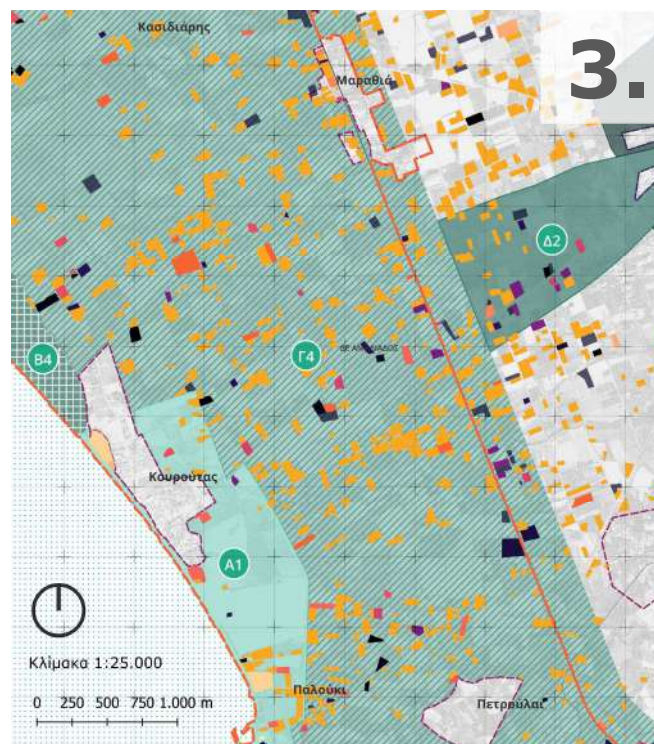 Κασιδιάρης
3.
Μαραθιά
Δ2
Β4
Γ4
Κουρούτας
Α1
Κλίμακα 1:25.000
0 250 500 750 1.000 m
Παλούκι
Πετρούλαι